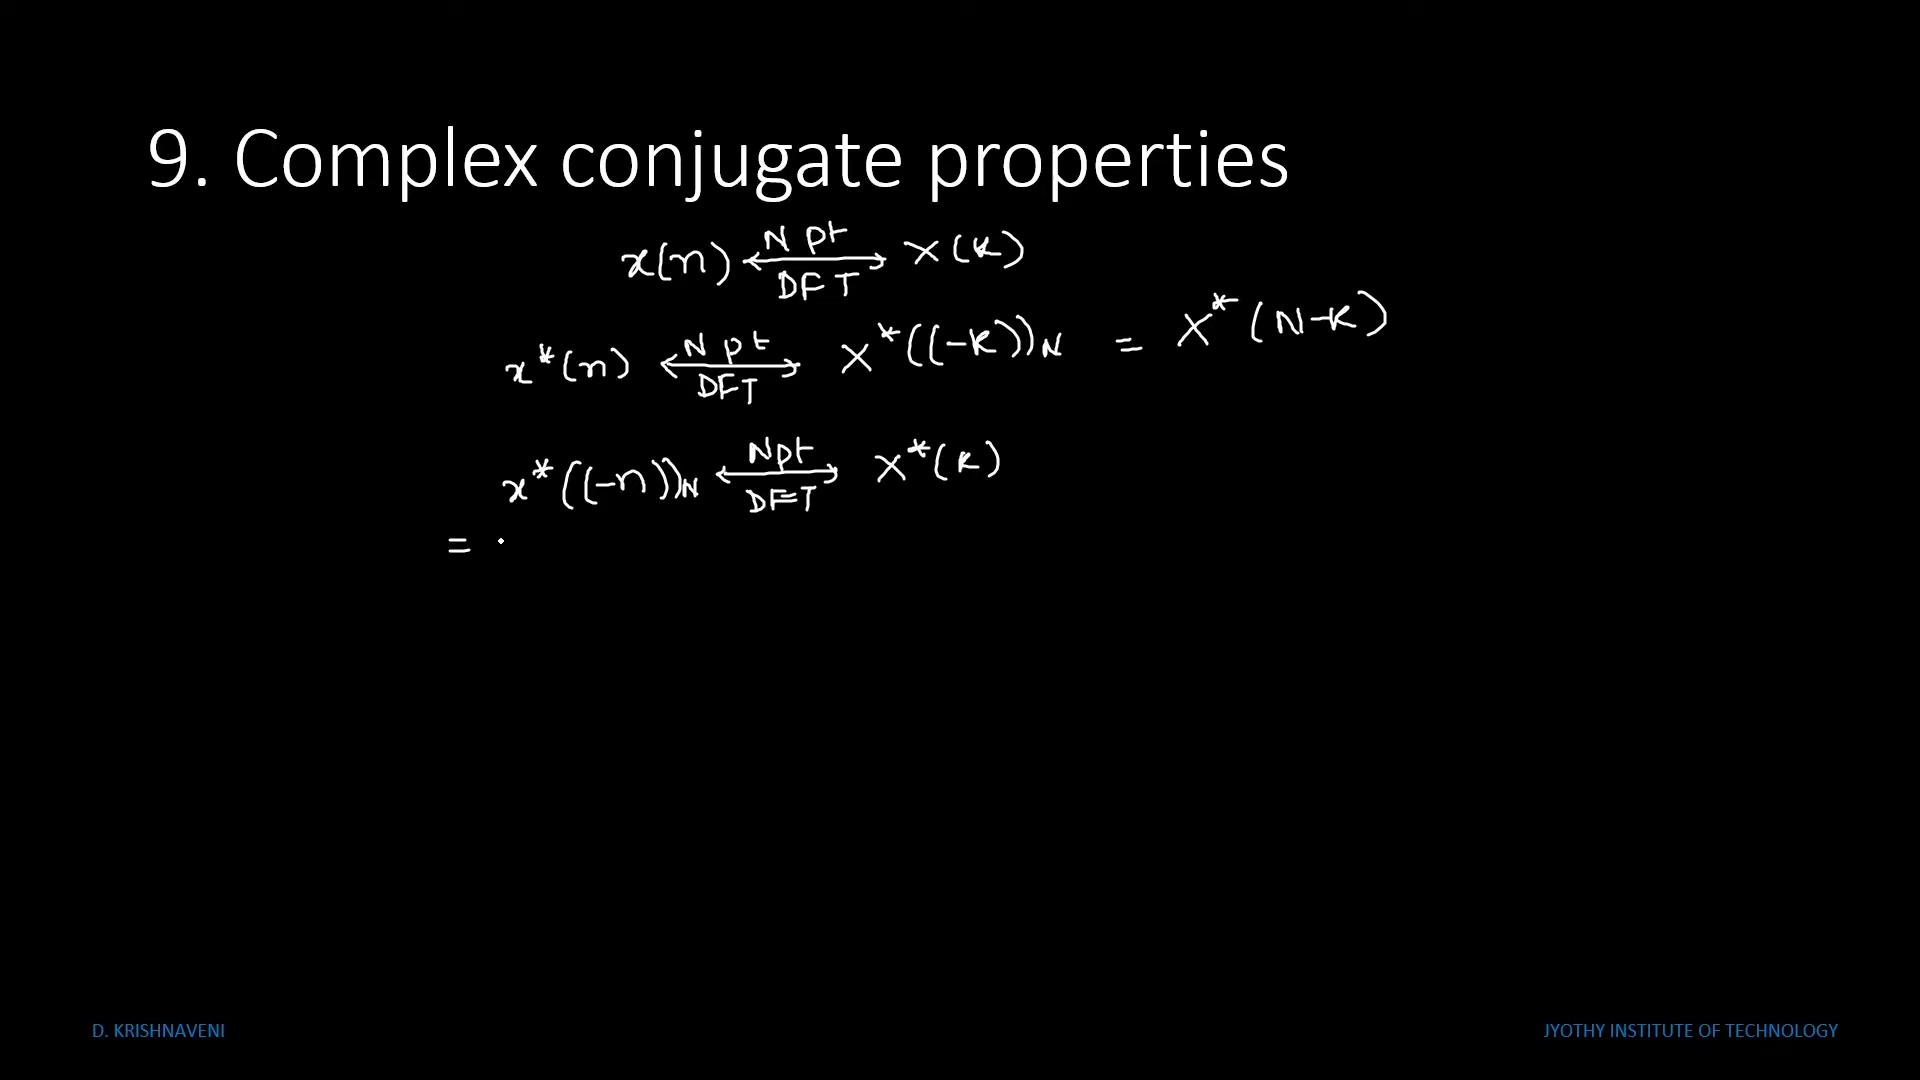 9. Complex conjugate properties
x(n) ⟷ N pt DFT X(k)
x*(n) ⟷ N pt DFT X*((-k))N = X*(N-k)
x*((-n))N ⟷ Npt DFT X*(k)
=
D. KRISHNAVENI
JYOTHY INSTITUTE OF TECHNOLOGY